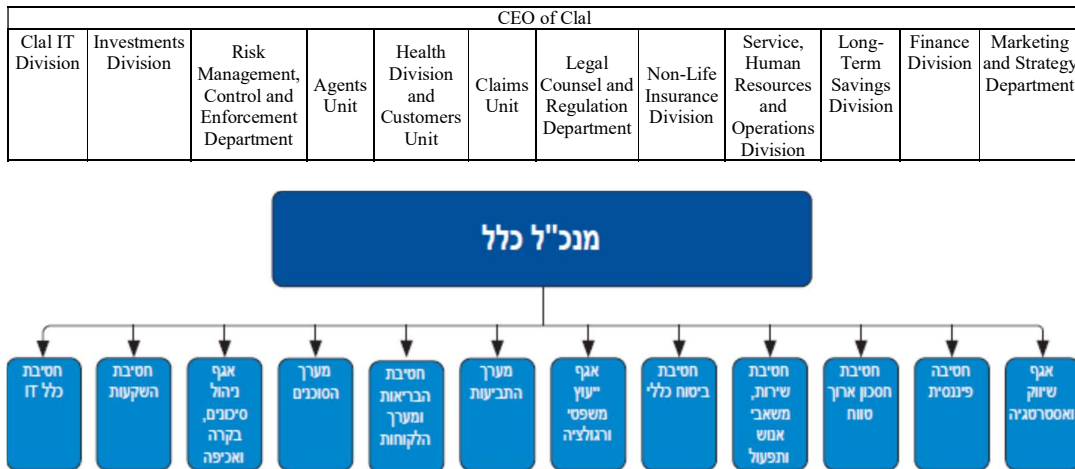 CEO of Clal
Clal IT
Division
Investments
Division
Risk
Management,
Control and
Enforcement
Department
Agents
Unit
Health
Division
and
Customers
Unit
Claims
Unit
Legal
Counsel and
Regulation
Department
Non-Life
Insurance
Division
Service,
Human
Resources
and
Operations
Division
Long-
Term
Savings
Division
Finance
Division
Marketing
and Strategy
Department
מנכ"ל כלל
חטיבת
כלל IT
חטיבת
השקעות
אגף
ניהול
סיכונים,
בקרה
ואכיפה
מערך
הסוכנים
חטיבת
הבריאות
ומערך
הלקוחות
מערך
התביעות
אגף
ייעוץ
משפטי
ורגולציה
חטיבת
ביטוח כללי
חטיבת
שירות,
משאבי
אנוש
ותפעול
חטיבת
חסכון ארוך
טווח
חטיבה
פיננסית
אגף
שיווק
ואסטרטגיה